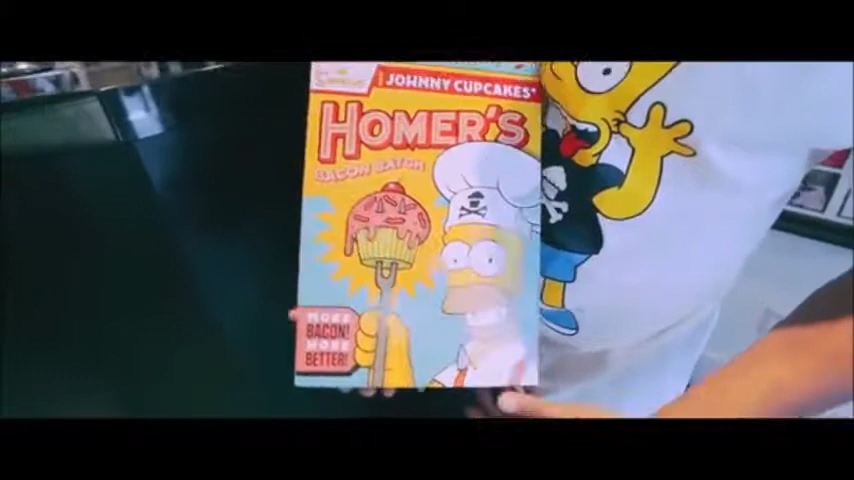 JOHNNY CUPCAKES
HOMER'S
BACON BATCH
MORE
BACON!
MORE
BETTER!